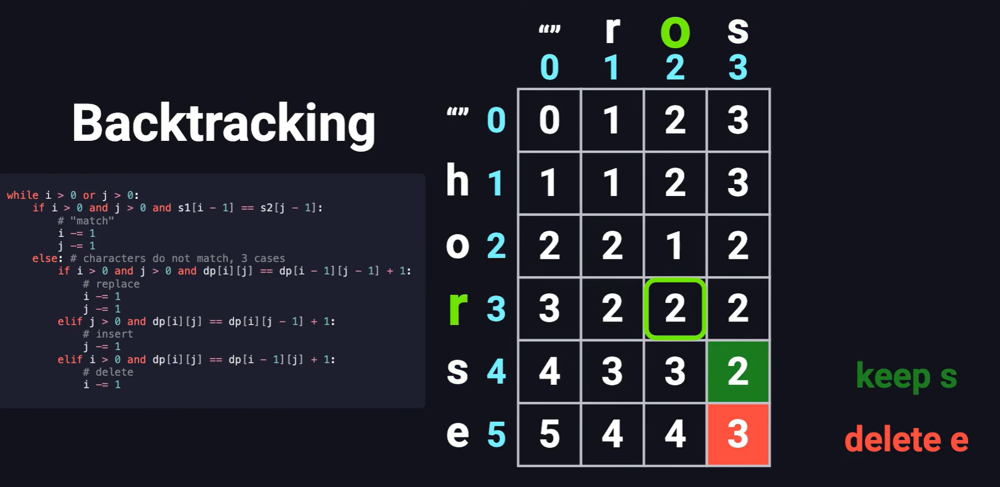 Backtracking
while i > 0 or j > 0:
    if i > 0 and j > 0 and s1[i - 1] == s2[j - 1]:
        # "match"
        i -= 1
        j -= 1
    else: # characters do not match, 3 cases
        if i > 0 and j > 0 and dp[i][j] == dp[i - 1][j - 1] + 1:
            # replace
            i -= 1
            j -= 1
        elif j > 0 and dp[i][j] == dp[i][j - 1] + 1:
            # insert
            j -= 1
        elif i > 0 and dp[i][j] == dp[i - 1][j] + 1:
            # delete
            i -= 1
“” r o s
0 1 2 3
“” 0 0 1 2 3
h 1 1 1 2 3
o 2 2 2 1 2
r 3 3 2 2 2
s 4 4 3 3 2 keep s
e 5 5 4 4 3 delete e